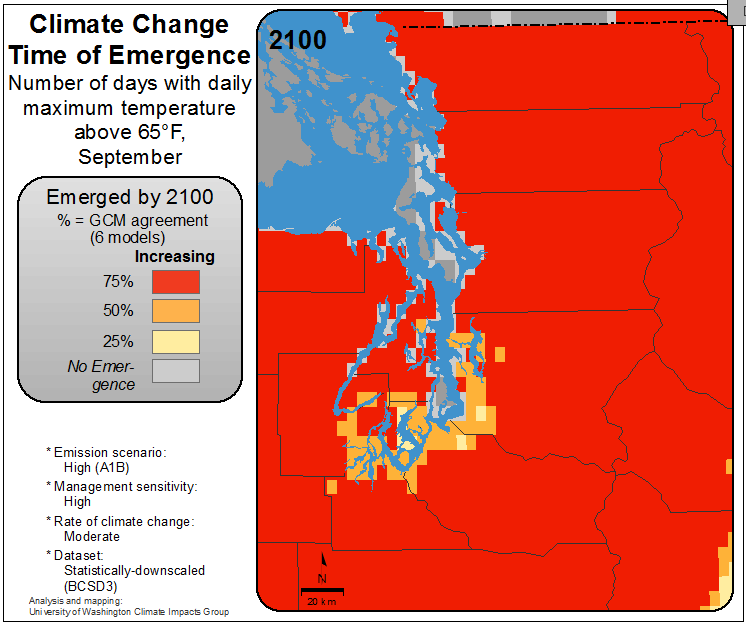 Climate Change
Time of Emergence
Number of days with daily
maximum temperature
above 65°F,
September
Emerged by 2100
% = GCM agreement
(6 models)
Increasing
75%
50%
25%
No Emer-
gence
* Emission scenario:
High (A1B)
* Management sensitivity:
High
* Rate of climate change:
Moderate
* Dataset:
Statistically-downscaled
(BCSD3)
Analysis and mapping:
University of Washington Climate Impacts Group
2100
N
20 km